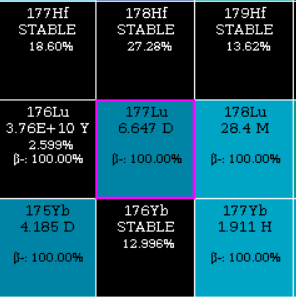 177Hf
STABLE
18.60%
178Hf
STABLE
27.28%
179Hf
STABLE
13.62%
176Lu
3.76E+10 Y
2.599%
β-: 100.00%
177Lu
6.647 D
β-: 100.00%
178Lu
28.4 M
β-: 100.00%
175Yb
4.185 D
β-: 100.00%
176Yb
STABLE
12.996%
177Yb
1.911 H
β-: 100.00%